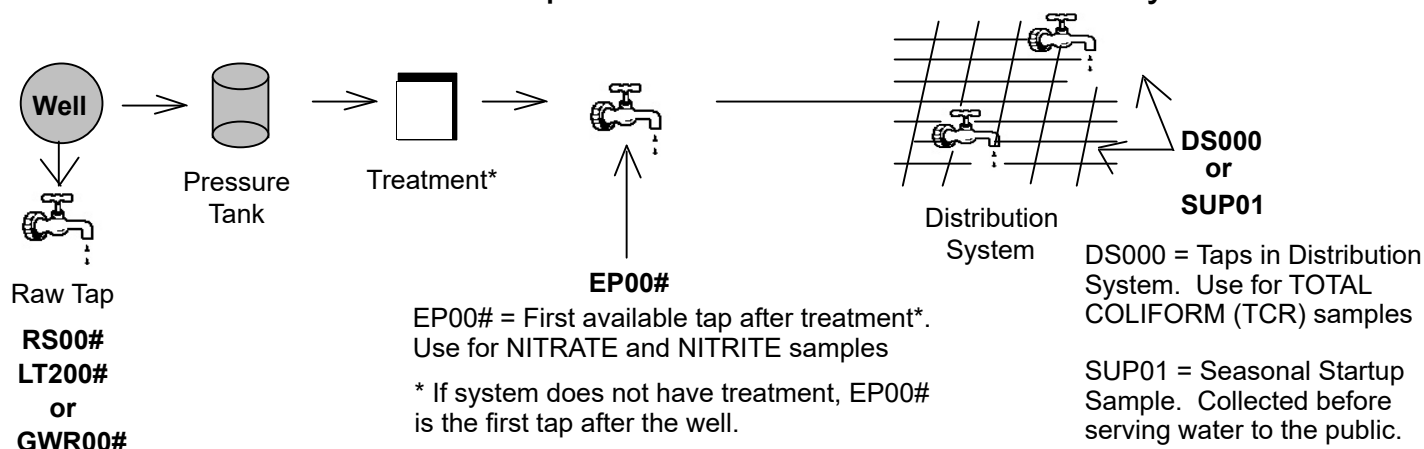 Well
Pressure
Tank
Treatment*
Raw Tap
RS00#
LT200#
or
GWR00#
EP00#
EP00# = First available tap after treatment*.
Use for NITRATE and NITRITE samples
* If system does not have treatment, EP00#
is the first tap after the well.
Distribution
System
DS000
or
SUP01
DS000 = Taps in Distribution
System. Use for TOTAL
COLIFORM (TCR) samples
SUP01 = Seasonal Startup
Sample. Collected before
serving water to the public.